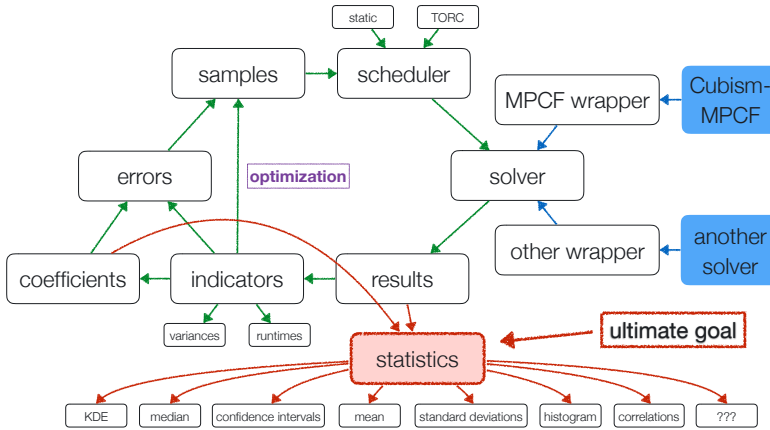 static
TORC
samples
scheduler
MPCF wrapper
Cubism-
MPCF
errors
optimization
solver
coefficients
indicators
results
other wrapper
another
solver
variances
runtimes
ultimate goal
statistics
KDE
median
confidence intervals
mean
standard deviations
histogram
correlations
???